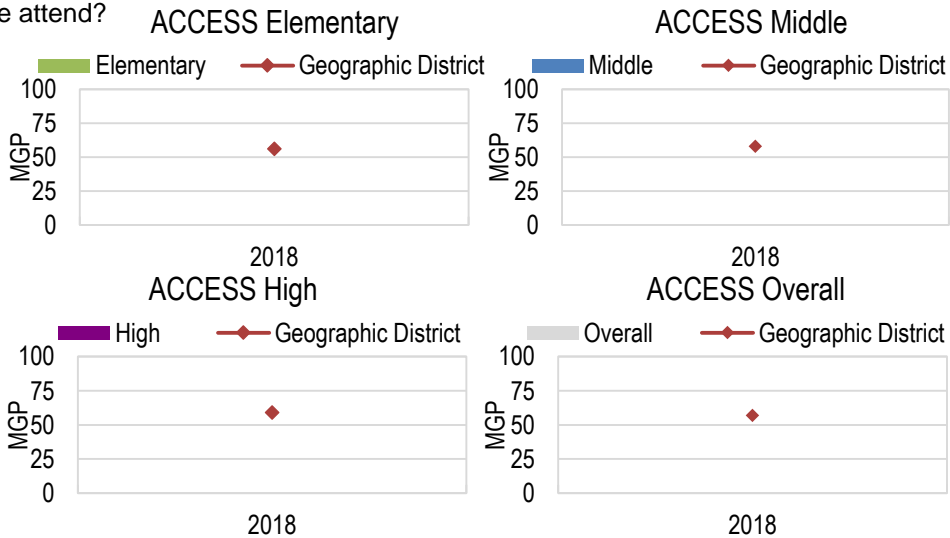 e attend?
ACCESS Elementary
Elementary Geographic District
100
75
50
25
0
MGP
2018
ACCESS Middle
Middle Geographic District
100
75
50
25
0
MGP
2018
ACCESS High
High Geographic District
100
75
50
25
0
MGP
2018
ACCESS Overall
Overall Geographic District
100
75
50
25
0
MGP
2018